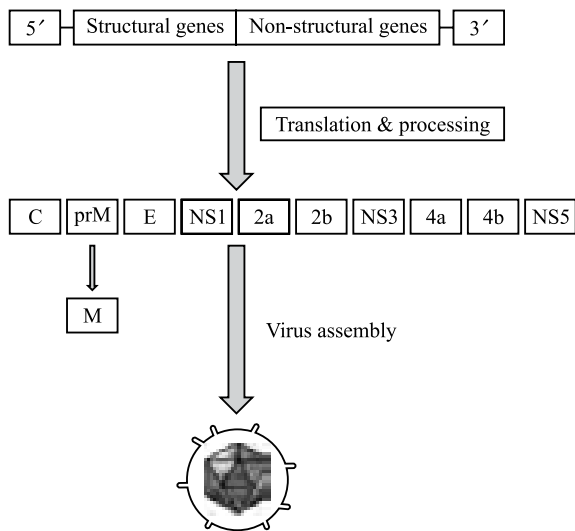 5′ Structural genes Non-structural genes 3′
Translation & processing
C prM E NS1 2a 2b NS3 4a 4b NS5
M
Virus assembly